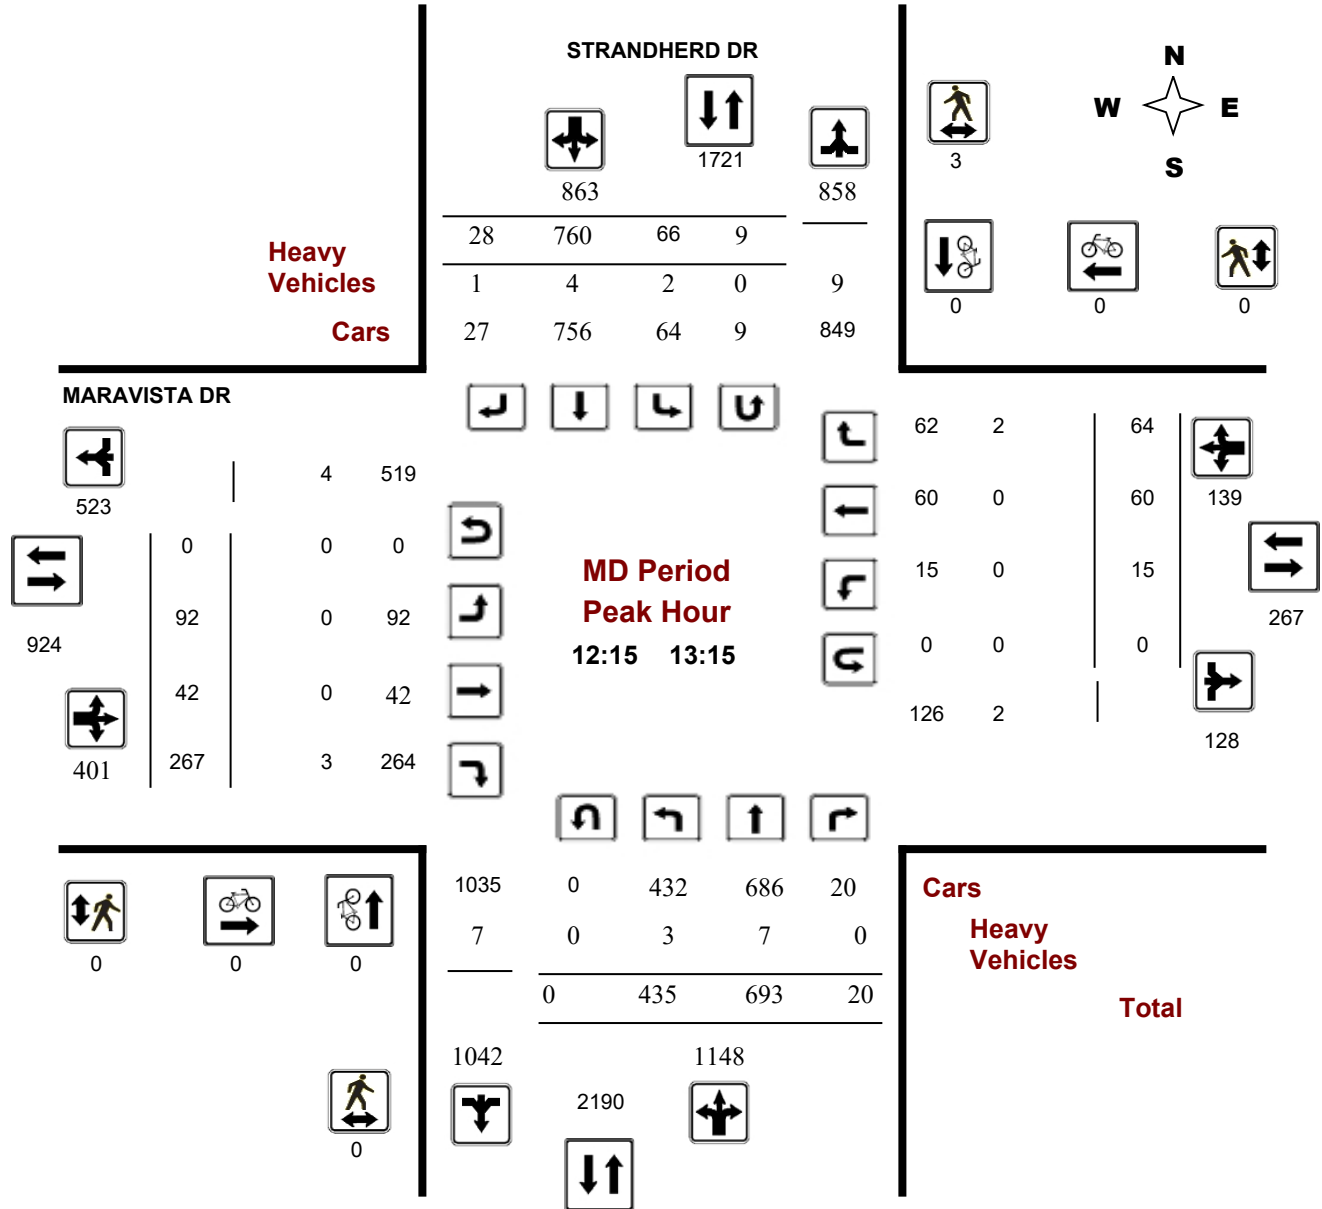 STRANDHERD DR
N
W E
S
1721
3
863 858
28 760 66 9
Heavy
Vehicles
1 4 2 0 9
0 0 0
Cars 27 756 64 9 849
MARAVISTA DR
62 2 64
4 519
523
60 0 60 139
0 0 0
MD Period
15 0 15
Peak Hour
92 0 92
267
924
12:15 13:15
0 0 0
42 0 42
126 2
128
401 267 3 264
1035 0 432 686 20 Cars
7 0 3 7 0 Heavy
Vehicles
0 0 0
0 435 693 20 Total
1042 1148
2190
0